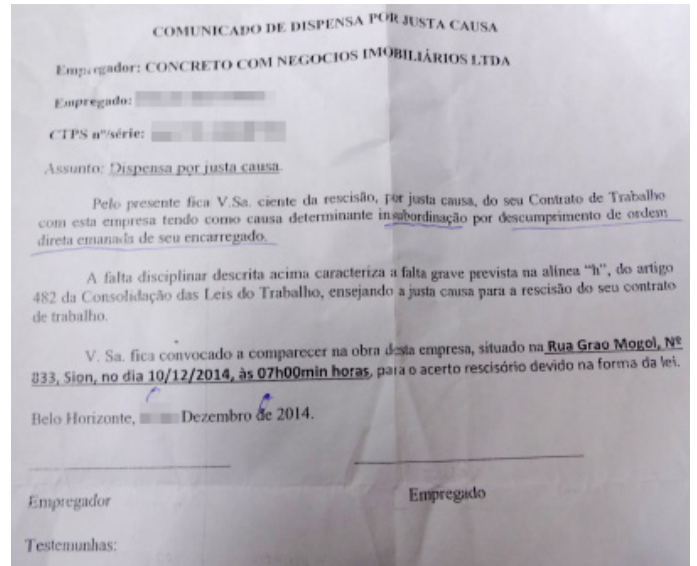 COMUNICADO DE DISPENSA POR JUSTA CAUSA
Empregador: CONCRETO COM NEGOCIOS IMOBILIÁRIOS LTDA
Empregado:
CTPS nº/série:
Assunto: Dispensa por justa causa.
Pelo presente fica V.Sa. ciente da rescisão, por justa causa, do seu Contrato de Trabalho
com esta empresa tendo como causa determinante insubordinação por descumprimento de ordem
direta emanada de seu encarregado.
A falta disciplinar descrita acima caracteriza a falta grave prevista na alínea “h”, do artigo
482 da Consolidação das Leis do Trabalho, ensejando a justa causa para a rescisão do seu contrato
de trabalho.
V. Sa. fica convocado a comparecer na obra desta empresa, situado na Rua Grao Mogol, Nº
833, Sion, no dia 10/12/2014, às 07h00min horas, para o acerto rescisório devido na forma da lei.
Belo Horizonte, Dezembro de 2014.
Empregador Empregado
Testemunhas: